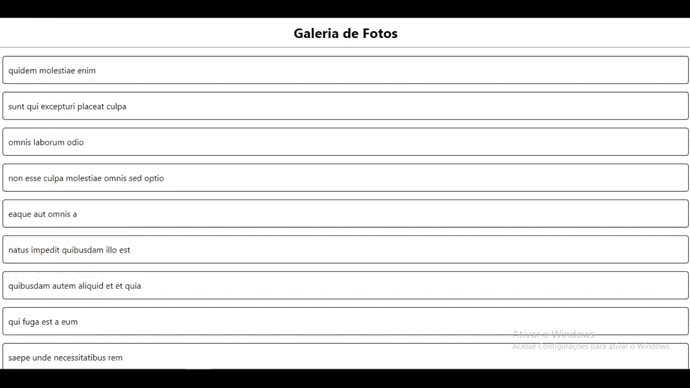 Galeria de Fotos
quidem molestiae enim
sunt qui excepturi placeat culpa
omnis laborum odio
non esse culpa molestiae omnis sed optio
eaque aut omnis a
natus impedit quibusdam illo est
quibusdam autem aliquid et et quia
qui fuga est a eum
Ativar o Windows
Acesse Configurações para ativar o Windows
saepe unde necessitatibus rem